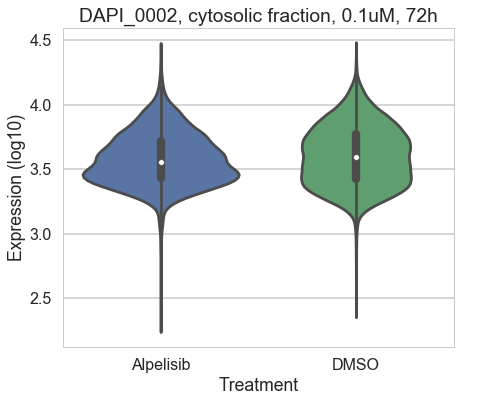 DAPI_0002, cytosolic fraction, 0.1uM, 72h
4.5
4.0
3.5
3.0
2.5
Expression (log10)
Alpelisib DMSO
Treatment